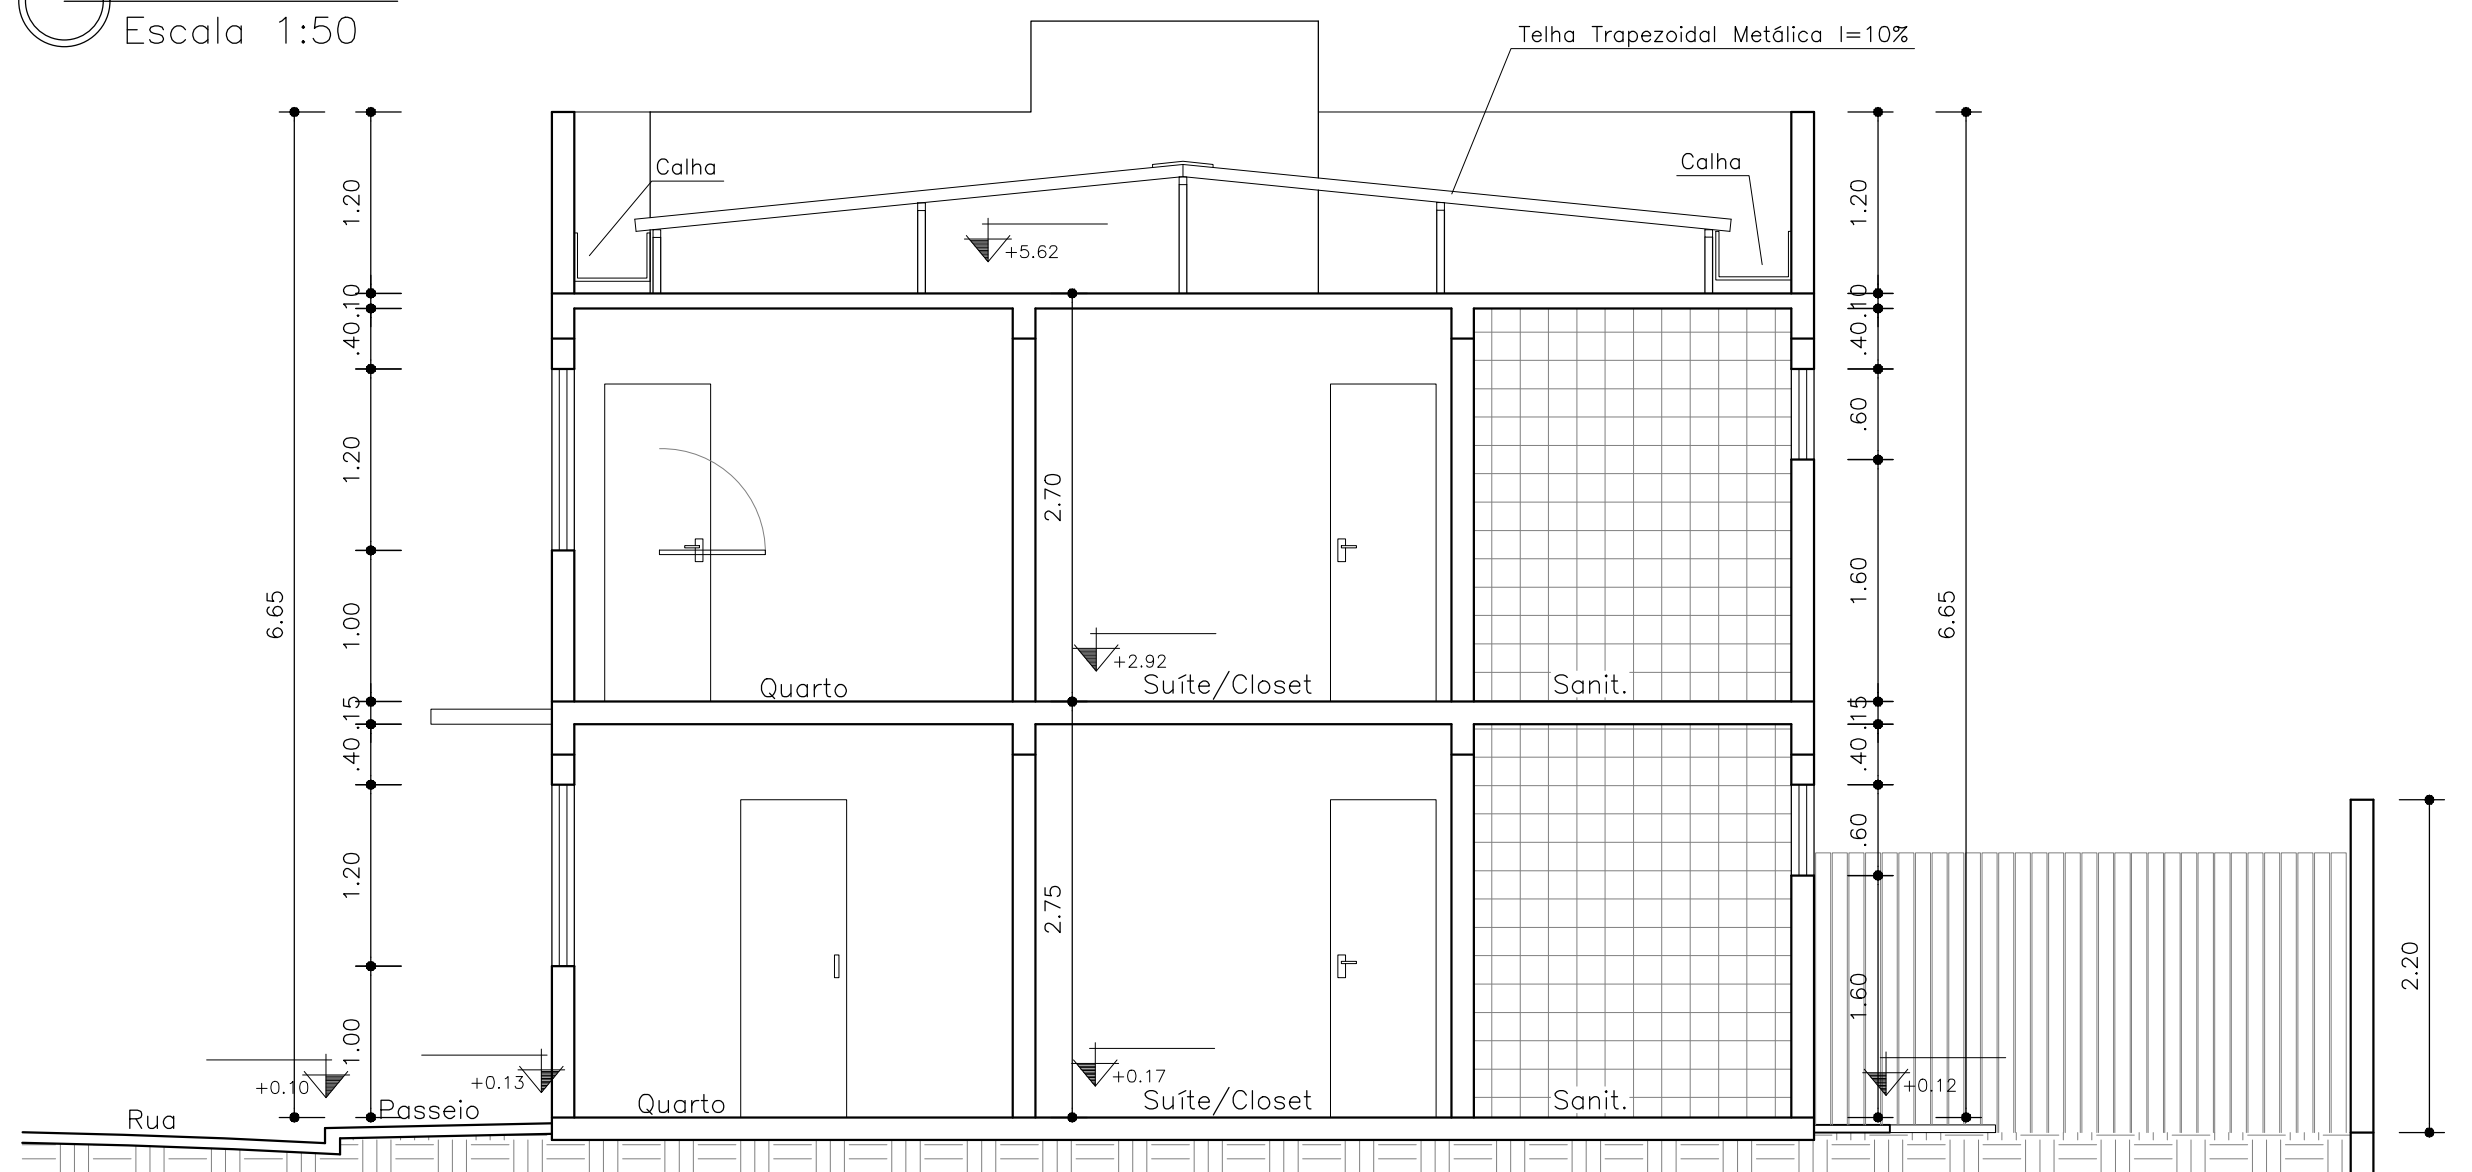 Escala 1:50
Telha Trapezoidal Metálica I=10%
Calha
Calha
1.20
1.20
+5.62
.10
.10
.40
.40
.60
1.20
2.70
1.60
6.65
1.00
6.65
+2.92
Quarto
Suíte/Closet
Sanit.
.15
.15
.40
.40
.60
1.20
2.75
2.20
1.60
1.00
+0.10
+0.13
+0.17
+0.12
Rua
Passeio
Quarto
Suíte/Closet
Sanit.